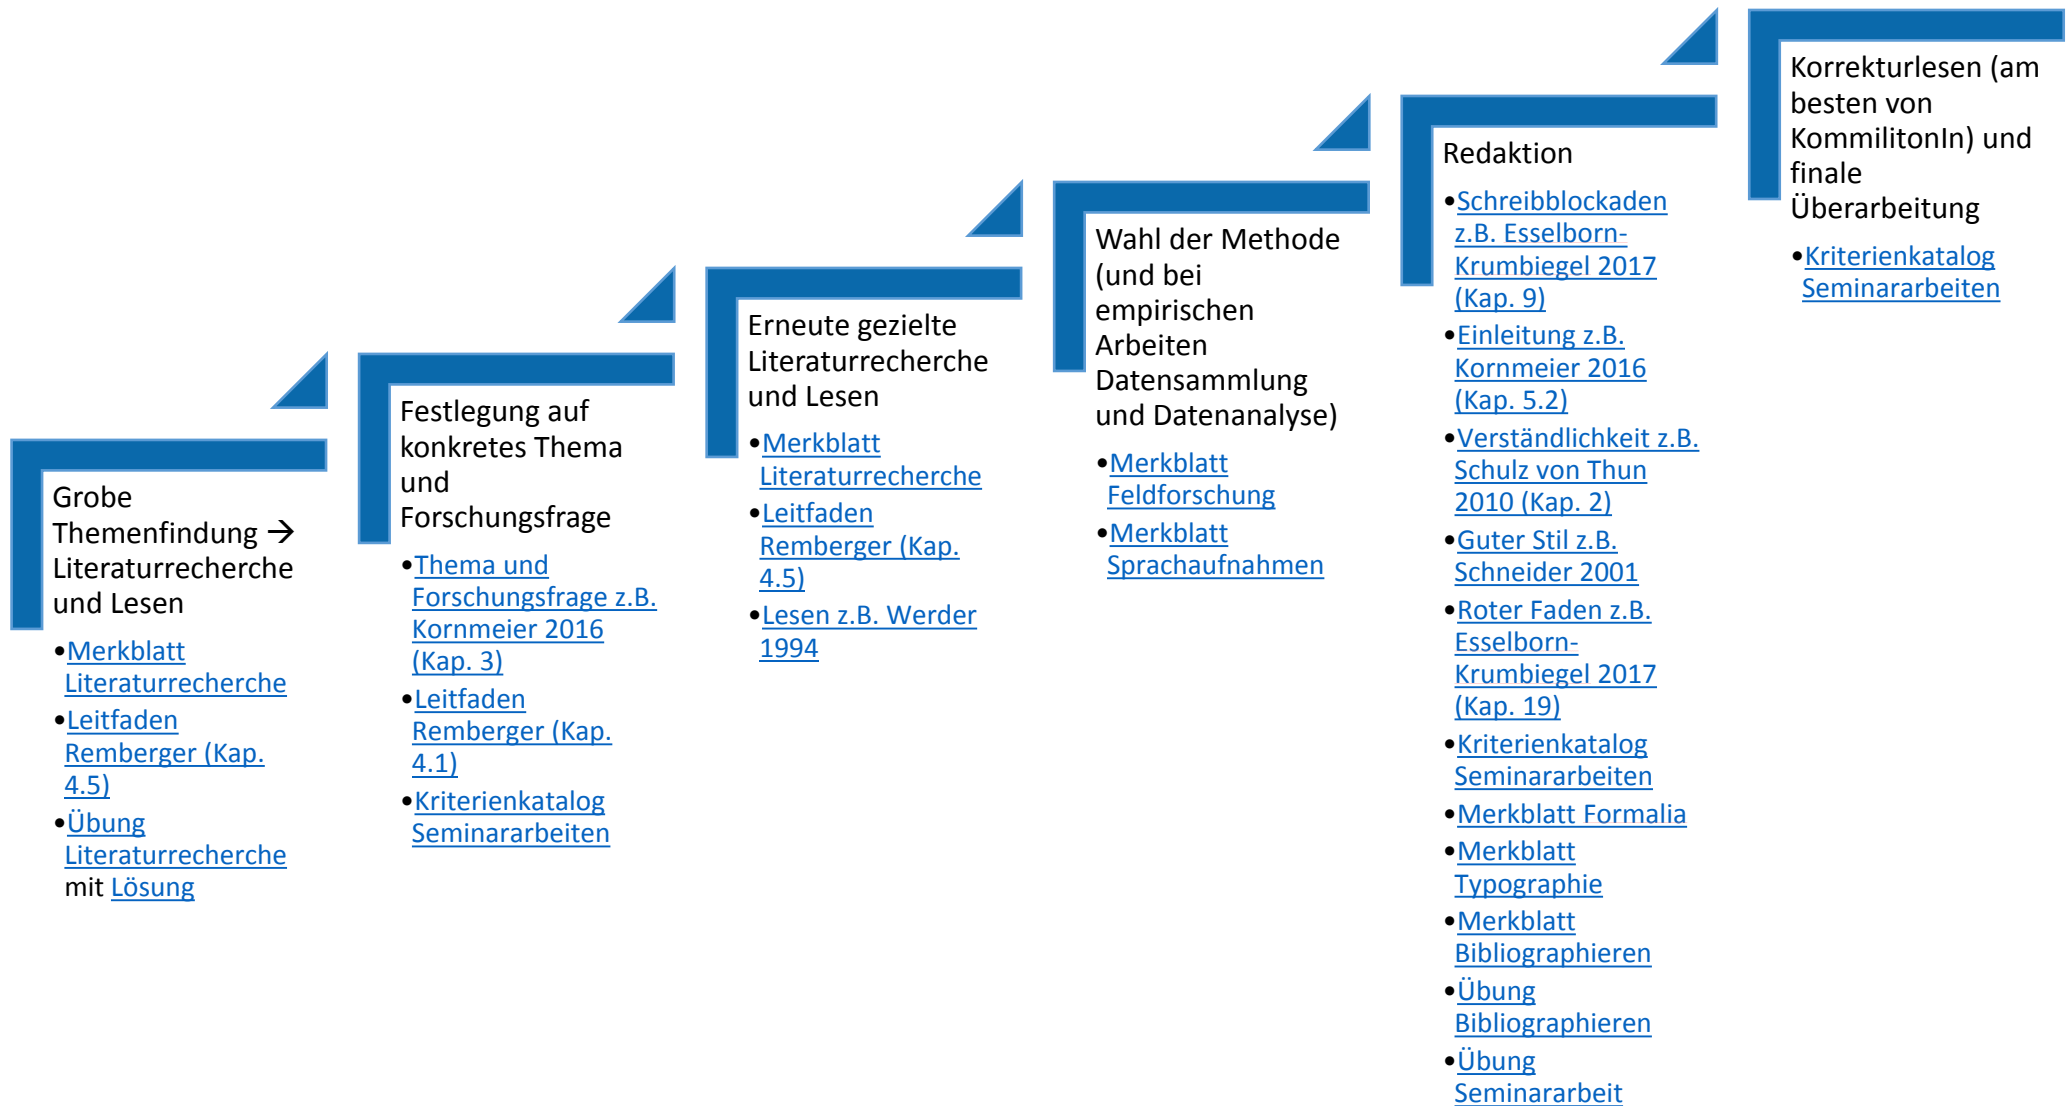 Grobe
Themenfindung →
Literaturrecherche
und Lesen
•Merkblatt
Literaturrecherche
•Leitfaden
Remberger (Kap.
4.5)
•Übung
Literaturrecherche
mit Lösung
Festlegung auf
konkretes Thema
und
Forschungsfrage
•Thema und
Forschungsfrage z.B.
Kornmeier 2016
(Kap. 3)
•Leitfaden
Remberger (Kap.
4.1)
•Kriterienkatalog
Seminararbeiten
Erneute gezielte
Literaturrecherche
und Lesen
•Merkblatt
Literaturrecherche
•Leitfaden
Remberger (Kap.
4.5)
•Lesen z.B. Werder
1994
Wahl der Methode
(und bei
empirischen
Arbeiten
Datensammlung
und Datenanalyse)
•Merkblatt
Feldforschung
•Merkblatt
Sprachaufnahmen
Redaktion
•Schreibblockaden
z.B. Esselborn-
Krumbiegel 2017
(Kap. 9)
•Einleitung z.B.
Kornmeier 2016
(Kap. 5.2)
•Verständlichkeit z.B.
Schulz von Thun
2010 (Kap. 2)
•Guter Stil z.B.
Schneider 2001
•Roter Faden z.B.
Esselborn-
Krumbiegel 2017
(Kap. 19)
•Kriterienkatalog
Seminararbeiten
•Merkblatt Formalia
•Merkblatt
Typographie
•Merkblatt
Bibliographieren
•Übung
Bibliographieren
•Übung
Seminararbeit
Korrekturlesen (am
besten von
KommilitonIn) und
finale
Überarbeitung
•Kriterienkatalog
Seminararbeiten